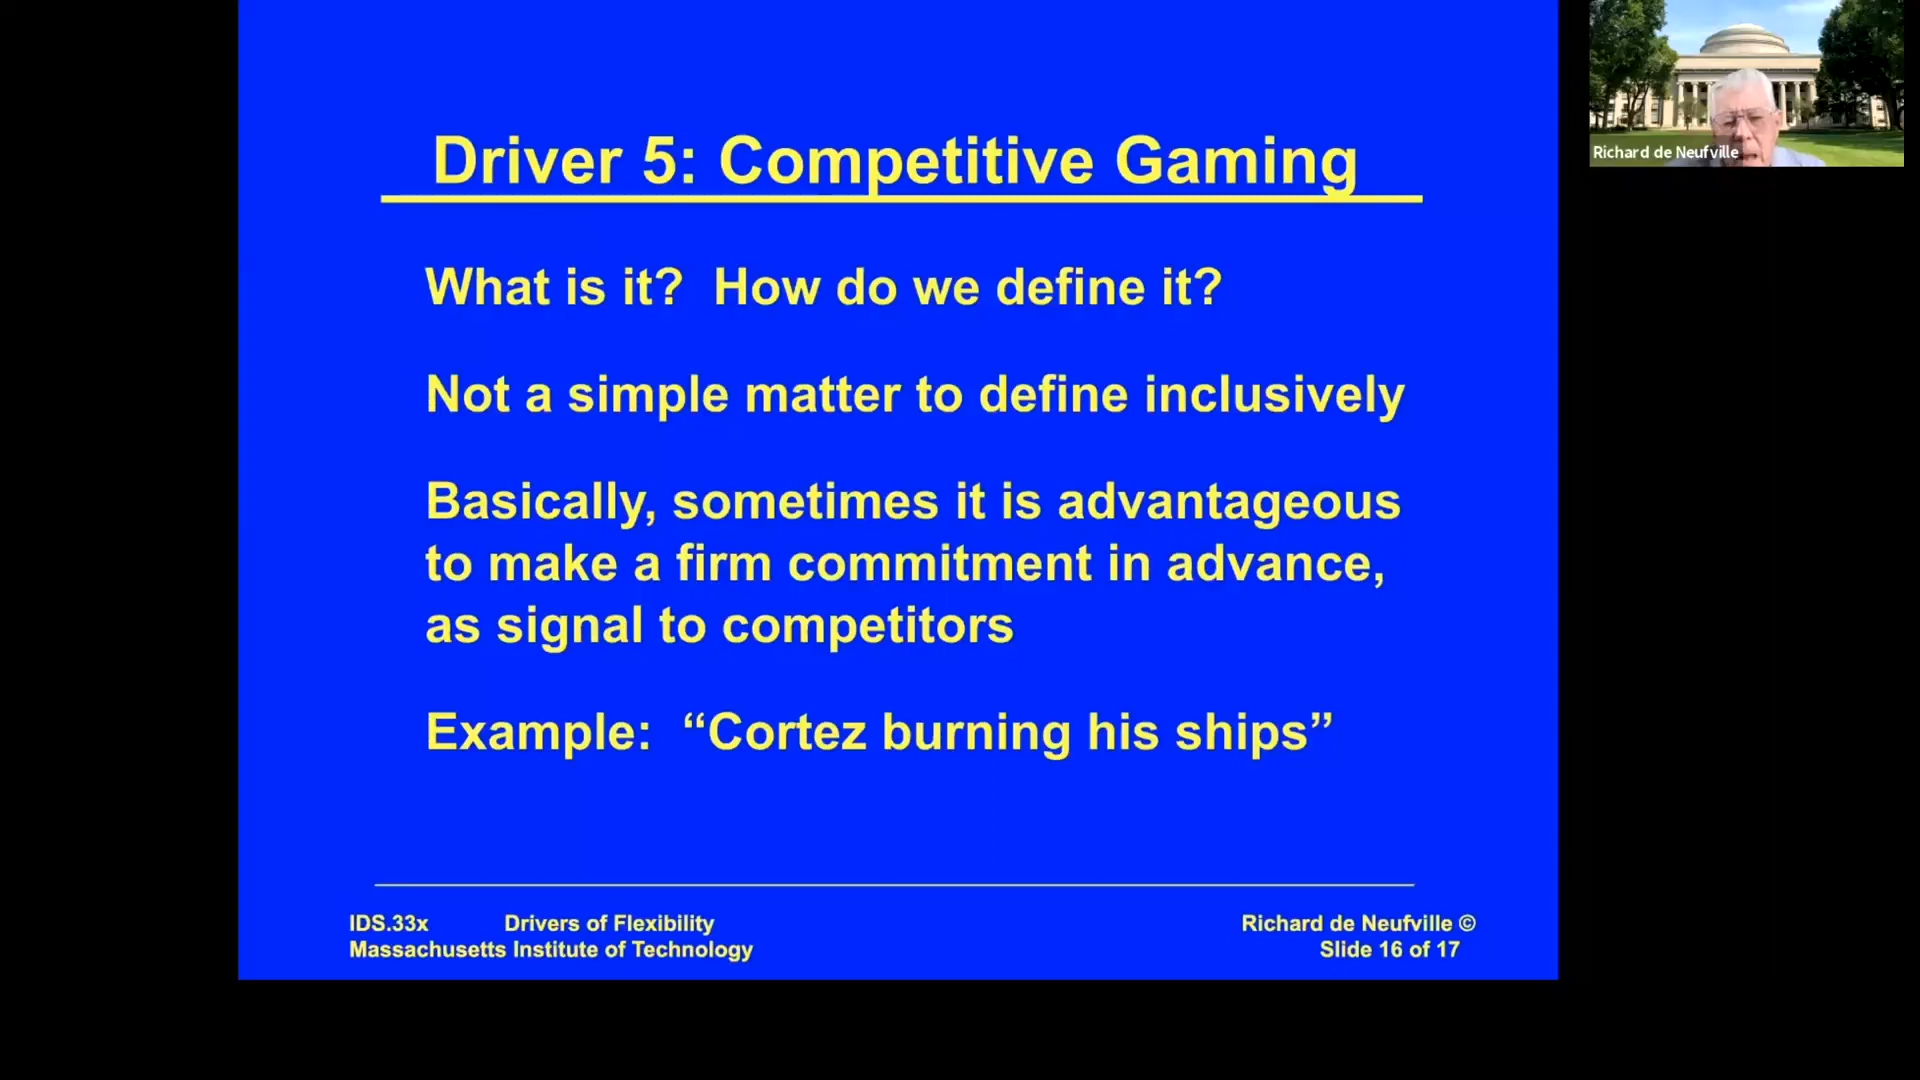 Driver 5: Competitive Gaming
What is it?  How do we define it?
Not a simple matter to define inclusively
Basically, sometimes it is advantageous
to make a firm commitment in advance,
as signal to competitors
Example:  “Cortez burning his ships”
IDS.33x Drivers of Flexibility
Massachusetts Institute of Technology
Richard de Neufville ©
Slide 16 of 17
Richard de Neufville